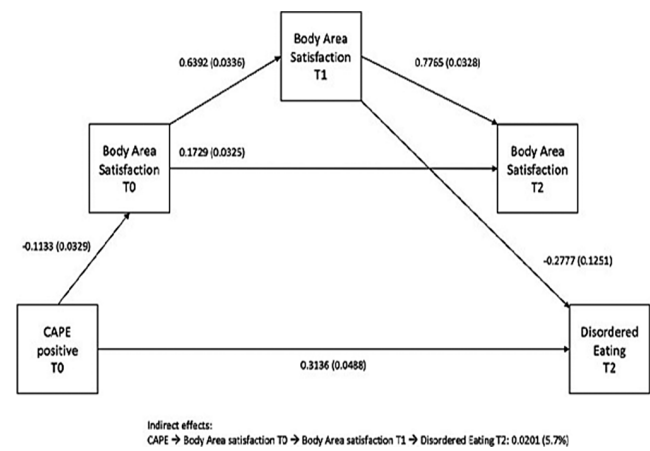 Body Area
Satisfaction
T1
0.6392 (0.0336)
0.7765 (0.0328)
Body Area
Satisfaction
T0
0.1729 (0.0325)
Body Area
Satisfaction
T2
-0.1133 (0.0329)
-0.2777 (0.1251)
CAPE
positive
T0
Disordered
Eating
T2
0.3136 (0.0488)
Indirect effects:
CAPE → Body Area satisfaction T0 → Body Area satisfaction T1 → Disordered Eating T2: 0.0201 (5.7%)